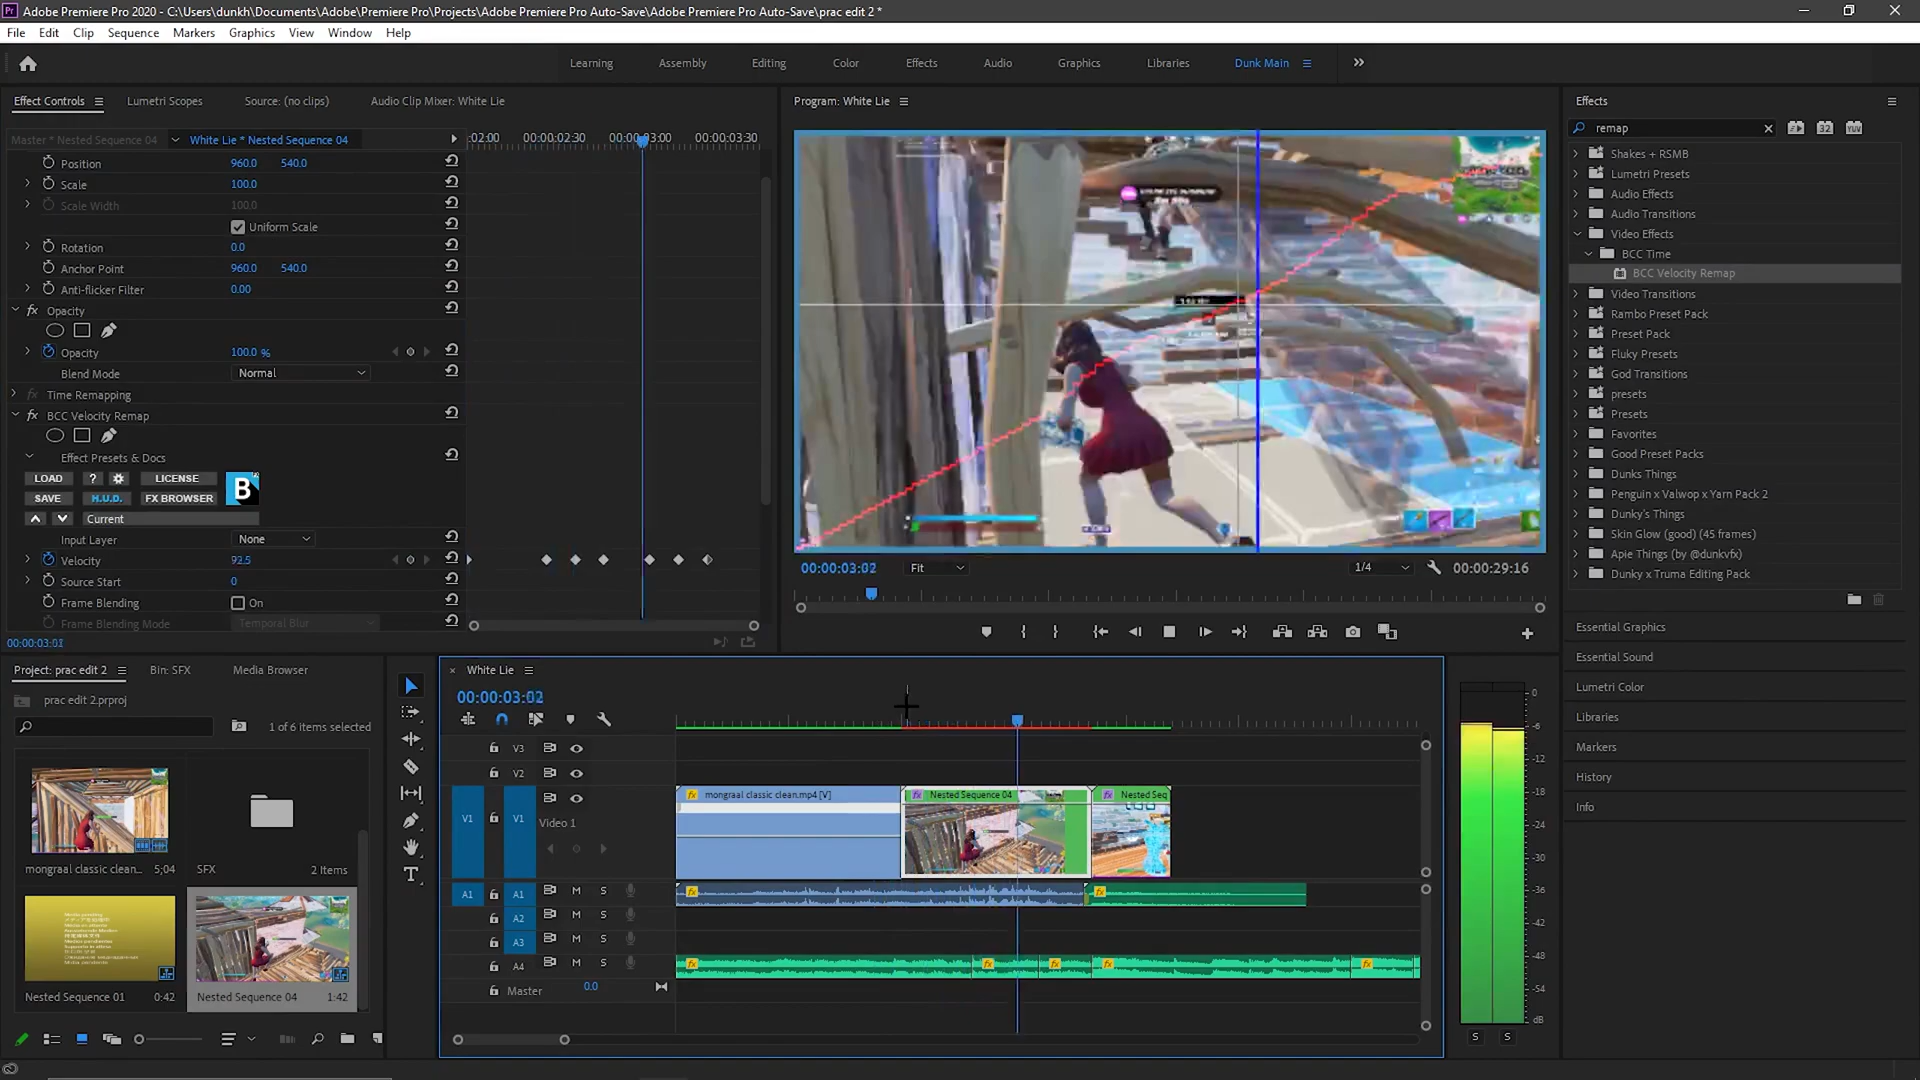 Adobe Premiere Pro 2020 - C:\Users\dunkh\Documents\Adobe\Premiere Pro\Projects\Adobe Premiere Pro Auto-Save\Adobe Premiere Pro Auto-Save\prac edit 2 *
File Edit Clip Sequence Markers Graphics View Window Help
Learning Assembly Editing Color Effects Audio Graphics Libraries Dunk Main
Effect Controls Lumetri Scopes Source: (no clips) Audio Clip Mixer: White Lie
Master * Nested Sequence 04 White Lie * Nested Sequence 04
:02:00 00:00:02:30 00:00:03:00 00:00:03:30
Position 960.0 540.0
Scale 100.0
Scale Width 100.0
Uniform Scale
Rotation 0.0
Anchor Point 960.0 540.0
Anti-flicker Filter 0.00
Opacity
Opacity 100.0 %
Blend Mode Normal
Time Remapping
BCC Velocity Remap
Effect Presets & Docs
LOAD ? LICENSE
SAVE H.U.D. FX BROWSER B
Current
Input Layer None
Velocity 92.5
Source Start 0
Frame Blending On
Frame Blending Mode Temporal Blur
Program: White Lie
00:00:03:02 Fit 1/4 00:00:29:16
Effects
remap
32 YUV
Shakes + RSMB
Lumetri Presets
Audio Effects
Audio Transitions
Video Effects
BCC Time
BCC Velocity Remap
Video Transitions
Rambo Preset Pack
Preset Pack
Fluky Presets
God Transitions
presets
Presets
Favorites
Good Preset Packs
Dunks Things
Penguin x Valwop x Yarn Pack 2
Dunky's Things
Skin Glow (good) (45 frames)
Apie Things (by @dunkvfx)
Dunky x Truma Editing Pack
Essential Graphics
Essential Sound
Lumetri Color
Libraries
Markers
History
Info
Project: prac edit 2 Bin: SFX Media Browser
prac edit 2.prproj
1 of 6 items selected
mongraal classic clean... 5;04
SFX 2 Items
Nested Sequence 01 0:42
Nested Sequence 04 1:42
White Lie
00:00:03:02
V3
V2
V1 V1 Video 1
A1 A1 M S
A2 M S
A3 M S
A4 M S
Master 0.0
mongraal classic clean.mp4 [V]
Nested Sequence 04
Nested Seq
fx
0
-6
-12
-18
-24
-30
-36
-42
-48
-54
dB
S S